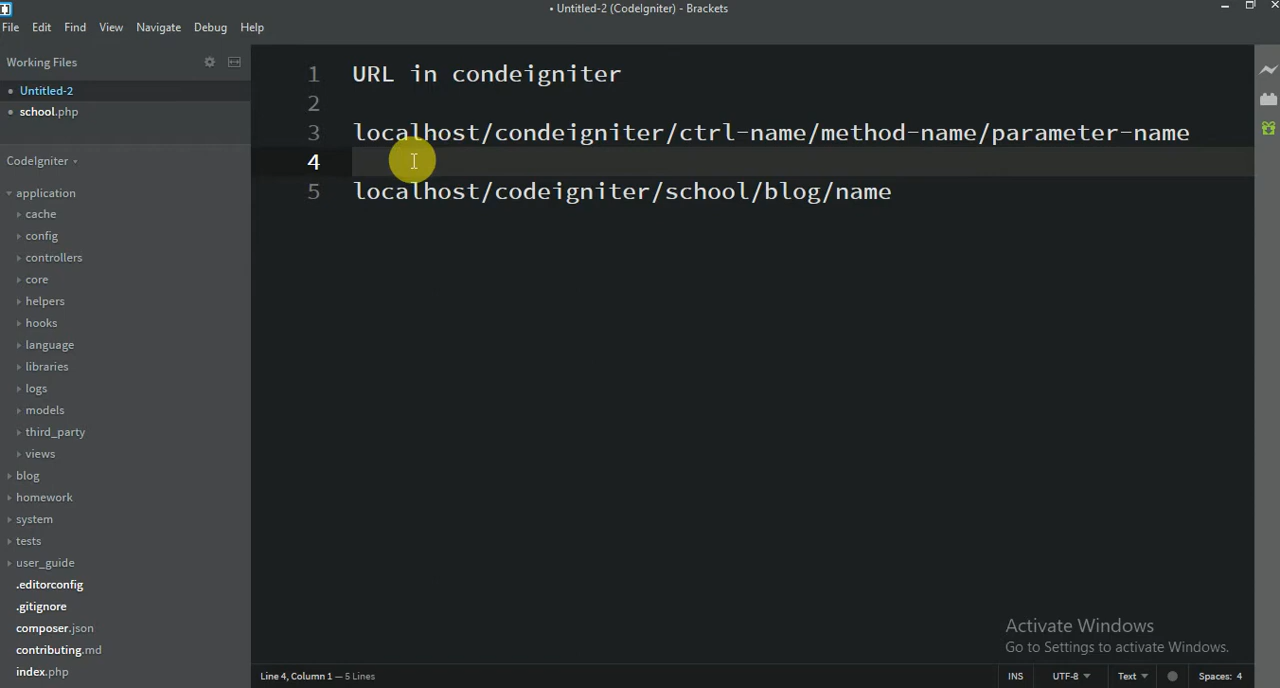 • Untitled-2 (CodeIgniter) - Brackets
File Edit Find View Navigate Debug Help
Working Files
• Untitled-2
• school.php
CodeIgniter
application
cache
config
controllers
core
helpers
hooks
language
libraries
logs
models
third_party
views
blog
homework
system
tests
user_guide
.editorconfig
.gitignore
composer.json
contributing.md
index.php
1 URL in condeigniter
2
3 localhost/condeigniter/ctrl-name/method-name/parameter-name
4
5 localhost/codeigniter/school/blog/name
Activate Windows
Go to Settings to activate Windows.
Line 4, Column 1 — 5 Lines
INS UTF-8 Text Spaces: 4